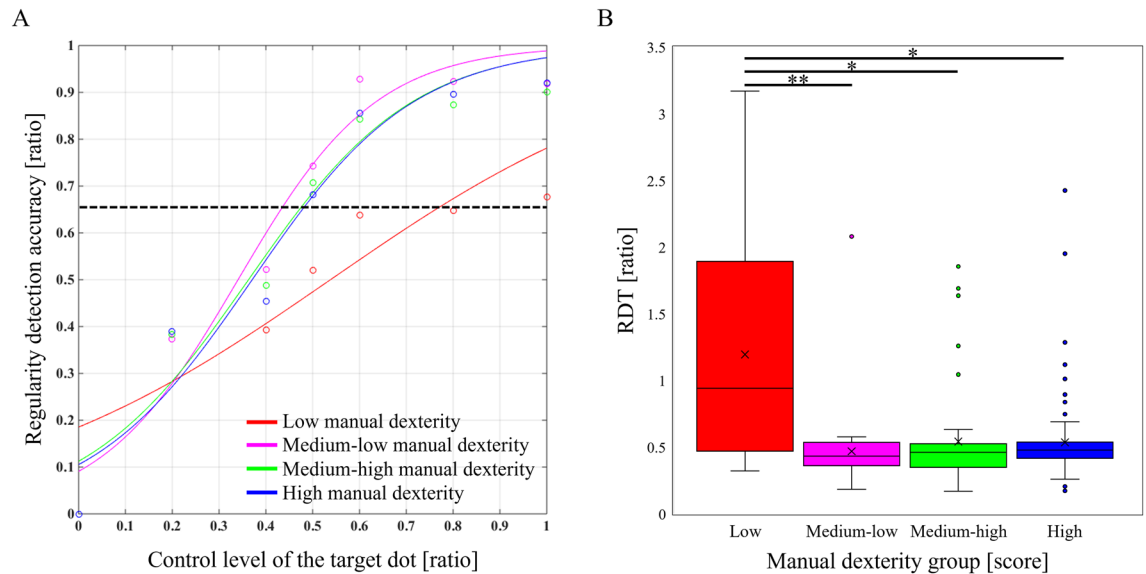 A
Regularity detection accuracy [ratio]
1
0.9
0.8
0.7
0.6
0.5
0.4
0.3
0.2
0.1
0
0 0.1 0.2 0.3 0.4 0.5 0.6 0.7 0.8 0.9 1
Control level of the target dot [ratio]
Low manual dexterity
Medium-low manual dexterity
Medium-high manual dexterity
High manual dexterity
B
RDT [ratio]
3.5
3
2.5
2
1.5
1
0.5
0
*
*
**
Low Medium-low Medium-high High
Manual dexterity group [score]